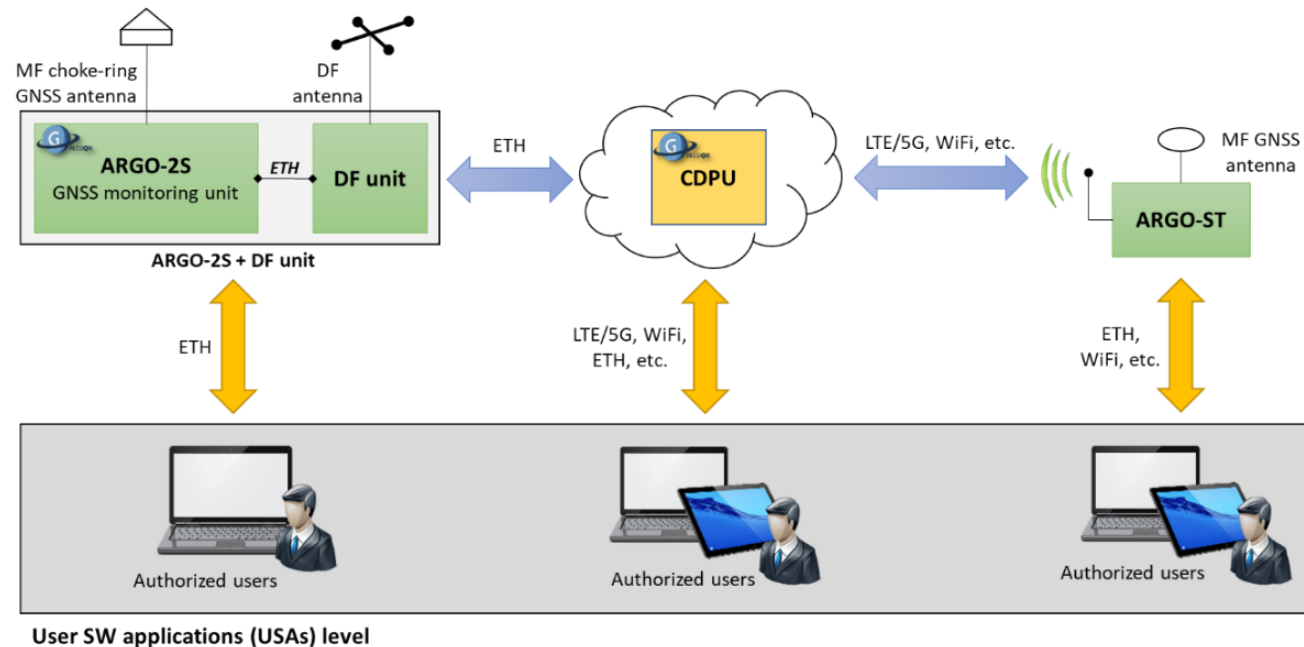 MF choke-ring
GNSS antenna
DF
antenna
G
PASSION
ARGO-2S
GNSS monitoring unit
ETH
DF unit
ARGO-2S + DF unit
ETH
G
PASSION
CDPU
LTE/5G, WiFi, etc.
MF GNSS
antenna
ARGO-ST
ETH
LTE/5G, WiFi,
ETH, etc.
ETH,
WiFi, etc.
Authorized users
Authorized users
Authorized users
User SW applications (USAs) level